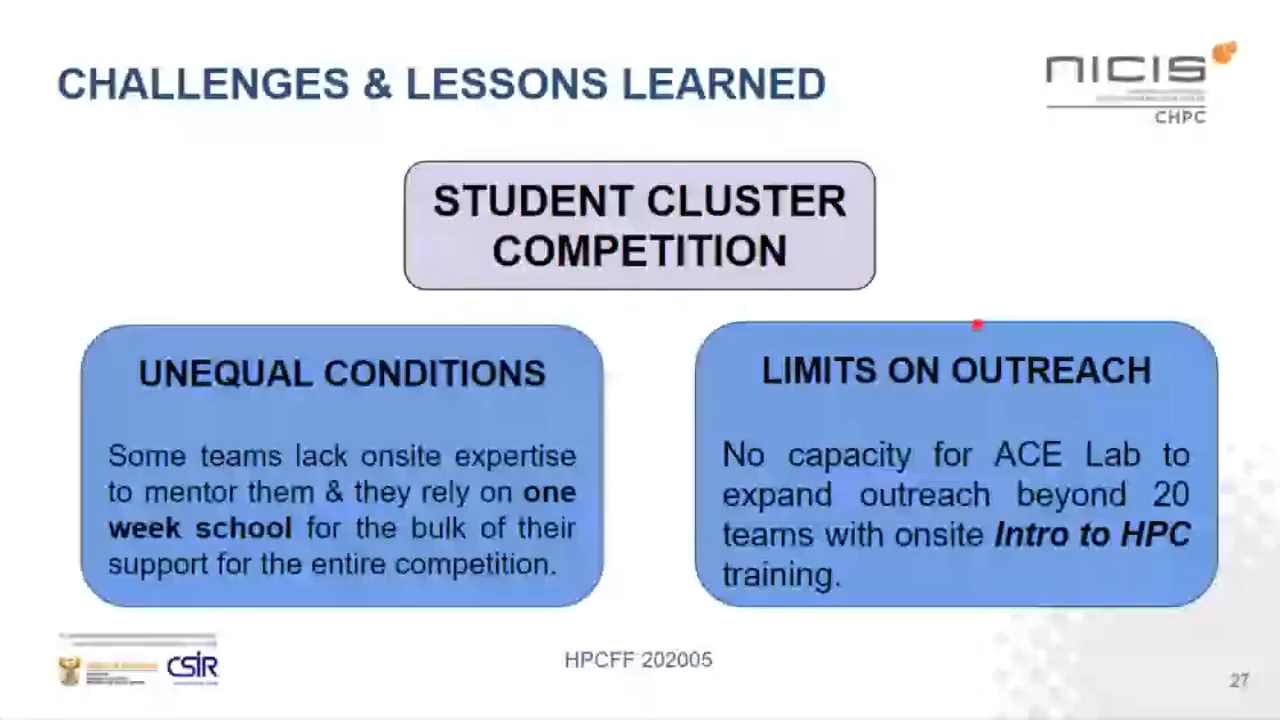 CHALLENGES & LESSONS LEARNED
NICIS
CHPC
STUDENT CLUSTER
COMPETITION
UNEQUAL CONDITIONS
Some teams lack onsite expertise
to mentor them & they rely on one
week school for the bulk of their
support for the entire competition.
LIMITS ON OUTREACH
No capacity for ACE Lab to
expand outreach beyond 20
teams with onsite Intro to HPC
training.
CSIR
HPCFF 202005
27